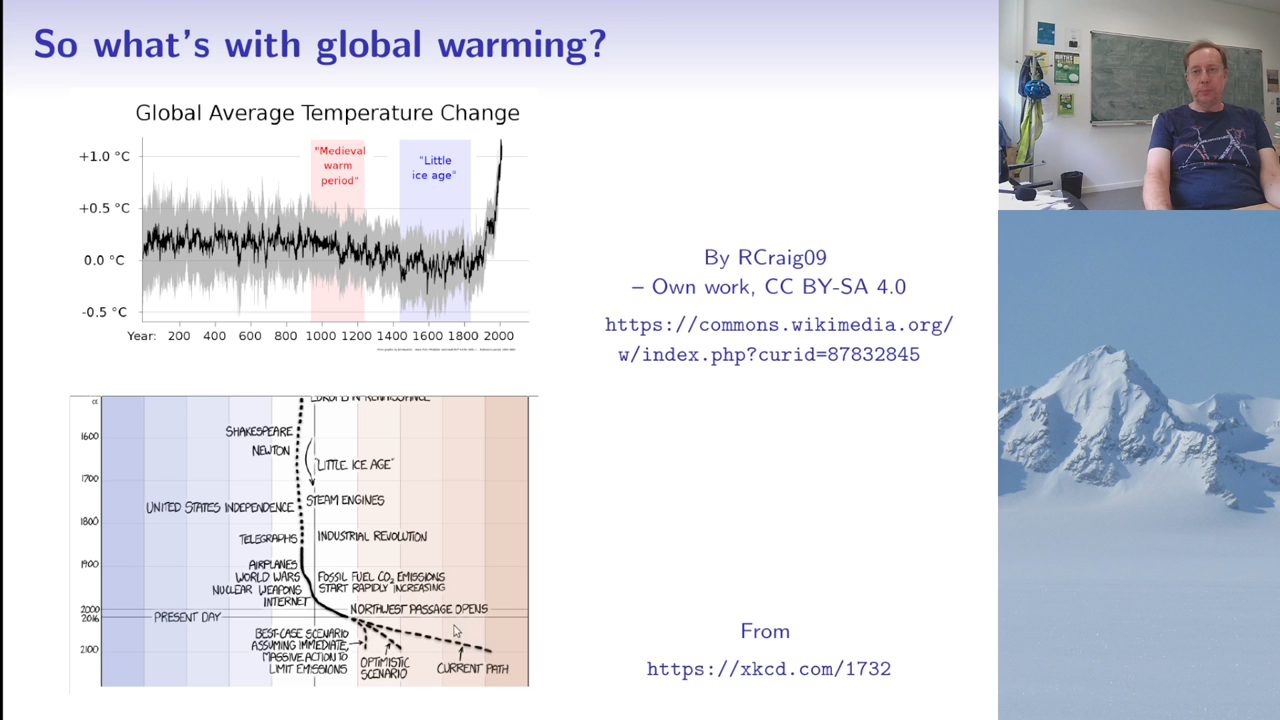 So what's with global warming?
Global Average Temperature Change
+1.0 °C
+0.5 °C
0.0 °C
-0.5 °C
"Medieval
warm
period"
"Little
ice age"
Year: 200 400 600 800 1000 1200 1400 1600 1800 2000
By RCraig09
– Own work, CC BY-SA 4.0
https://commons.wikimedia.org/
w/index.php?curid=87832845
1600
1700
1800
1900
2000
2016
2100
SHAKESPEARE
NEWTON
"LITTLE ICE AGE"
STEAM ENGINES
UNITED STATES INDEPENDENCE
TELEGRAPHS
INDUSTRIAL REVOLUTION
AIRPLANES
WORLD WARS
NUCLEAR WEAPONS
INTERNET
FOSSIL FUEL CO₂ EMISSIONS
START RAPIDLY INCREASING
NORTHWEST PASSAGE OPENS
PRESENT DAY
BEST-CASE SCENARIO
ASSUMING IMMEDIATE,
MASSIVE ACTION TO
LIMIT EMISSIONS
OPTIMISTIC
SCENARIO
CURRENT PATH
From
https://xkcd.com/1732